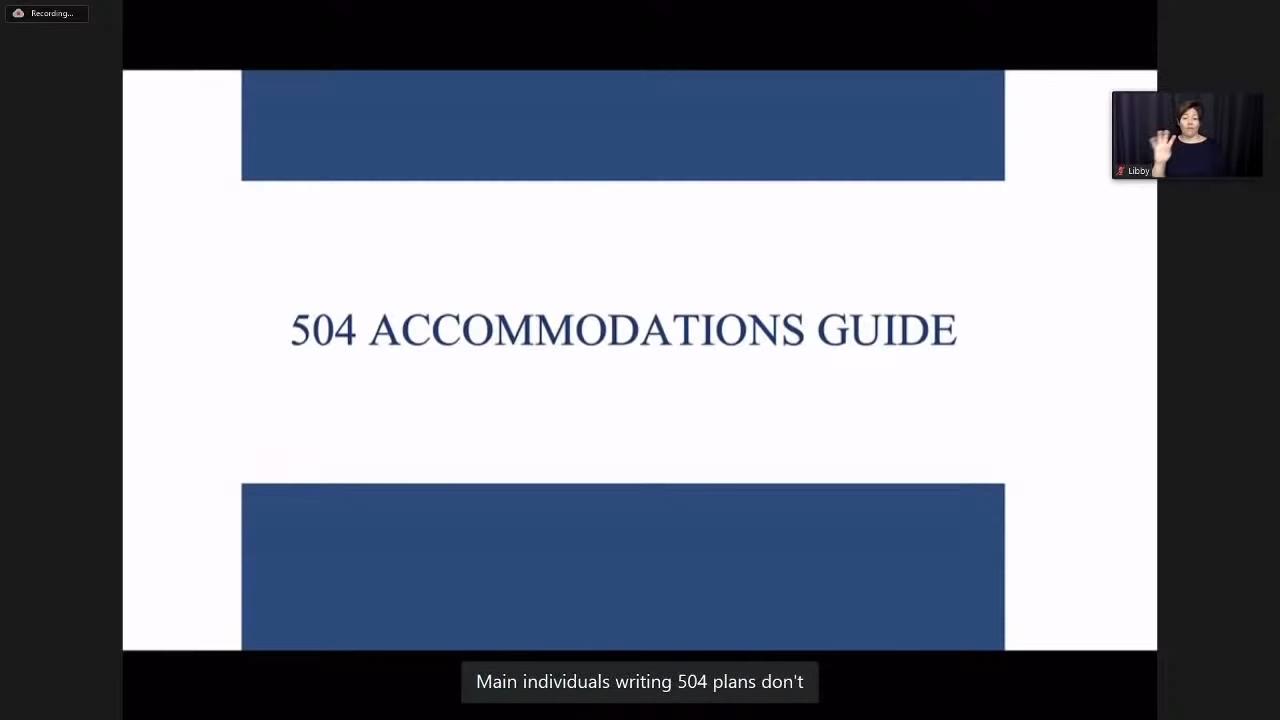 Recording...
504 ACCOMMODATIONS GUIDE
Libby
Main individuals writing 504 plans don't